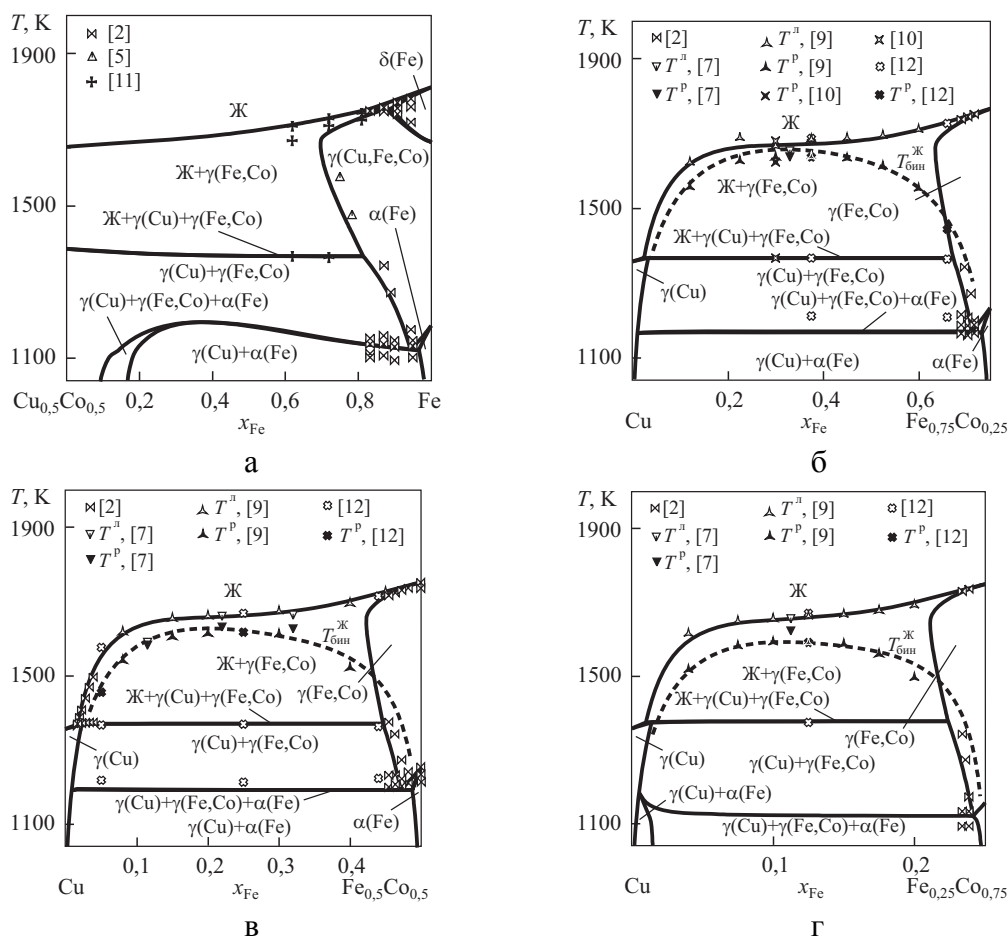 T, K
1900
1500
1100
[2]
[5]
[11]
δ(Fe)
Ж
γ(Cu,Fe,Co)
Ж+γ(Fe,Co)
α(Fe)
Ж+γ(Cu)+γ(Fe,Co)
γ(Cu)+γ(Fe,Co)
γ(Cu)+γ(Fe,Co)+α(Fe)
γ(Cu)+α(Fe)
Cu0,5Co0,5 0,2 0,4 0,6 0,8 Fe
xFe
а
T, K
1900
1500
1100
[2] Tл, [9] [10]
Tл, [7] Tр, [9] [12]
Tр, [7] Tр, [10] Tр, [12]
Ж
TбинЖ
Ж+γ(Fe,Co)
γ(Fe,Co)
Ж+γ(Cu)+γ(Fe,Co)
γ(Cu)+γ(Fe,Co)
γ(Cu)
γ(Cu)+γ(Fe,Co)+α(Fe)
γ(Cu)+α(Fe)
α(Fe)
0,2 0,4 0,6
Cu xFe Fe0,75Co0,25
б
T, K
1900
1500
1100
[2] Tл, [9] [12]
Tл, [7] Tр, [9] Tр, [12]
Tр, [7]
Ж
TбинЖ
Ж+γ(Fe,Co)
Ж+γ(Cu)+γ(Fe,Co)
γ(Fe,Co)
γ(Cu)+γ(Fe,Co)
γ(Cu)
γ(Cu)+γ(Fe,Co)+α(Fe)
γ(Cu)+α(Fe)
α(Fe)
0,1 0,2 0,3 0,4
Cu xFe Fe0,5Co0,5
в
T, K
1900
1500
1100
[2] Tл, [9] [12]
Tл, [7] Tр, [9] Tр, [12]
Tр, [7]
Ж
TбинЖ
Ж+γ(Fe,Co)
Ж+γ(Cu)+γ(Fe,Co)
γ(Fe,Co)
γ(Cu)
γ(Cu)+γ(Fe,Co)
γ(Cu)+α(Fe)
γ(Cu)+γ(Fe,Co)+α(Fe)
0,1 0,2
Cu xFe Fe0,25Co0,75
г